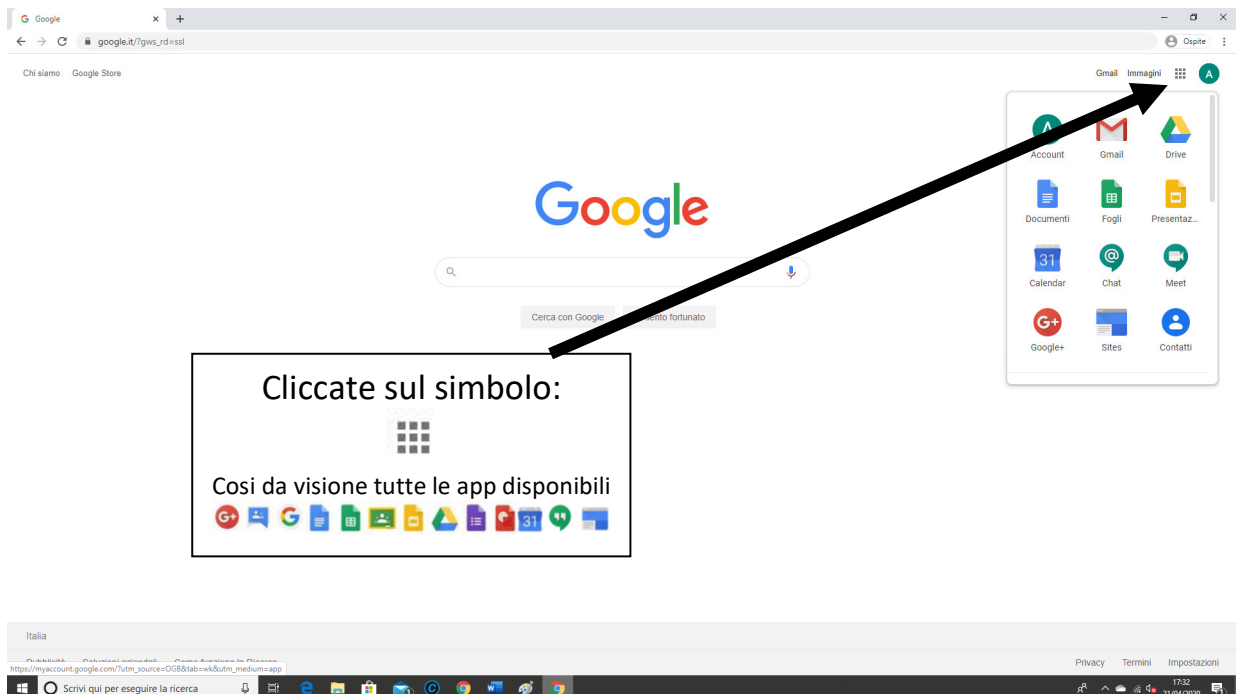 Google
google.it/?gws_rd=ssl
Ospite
Chi siamo Google Store
Gmail Immagini
A
Account Gmail Drive
Documenti Fogli Presentaz...
31
Calendar Chat Meet
G+
Google+ Sites Contatti
Google
Cerca con Google
fortunato
Cliccate sul simbolo:
Cosi da visione tutte le app disponibili
G+ G 31
Italia
Privacy Termini Impostazioni
https://myaccount.google.com/?utm_source=OGB&tab=wk&utm_medium=app
Scrivi qui per eseguire la ricerca
17:32
21/04/2020